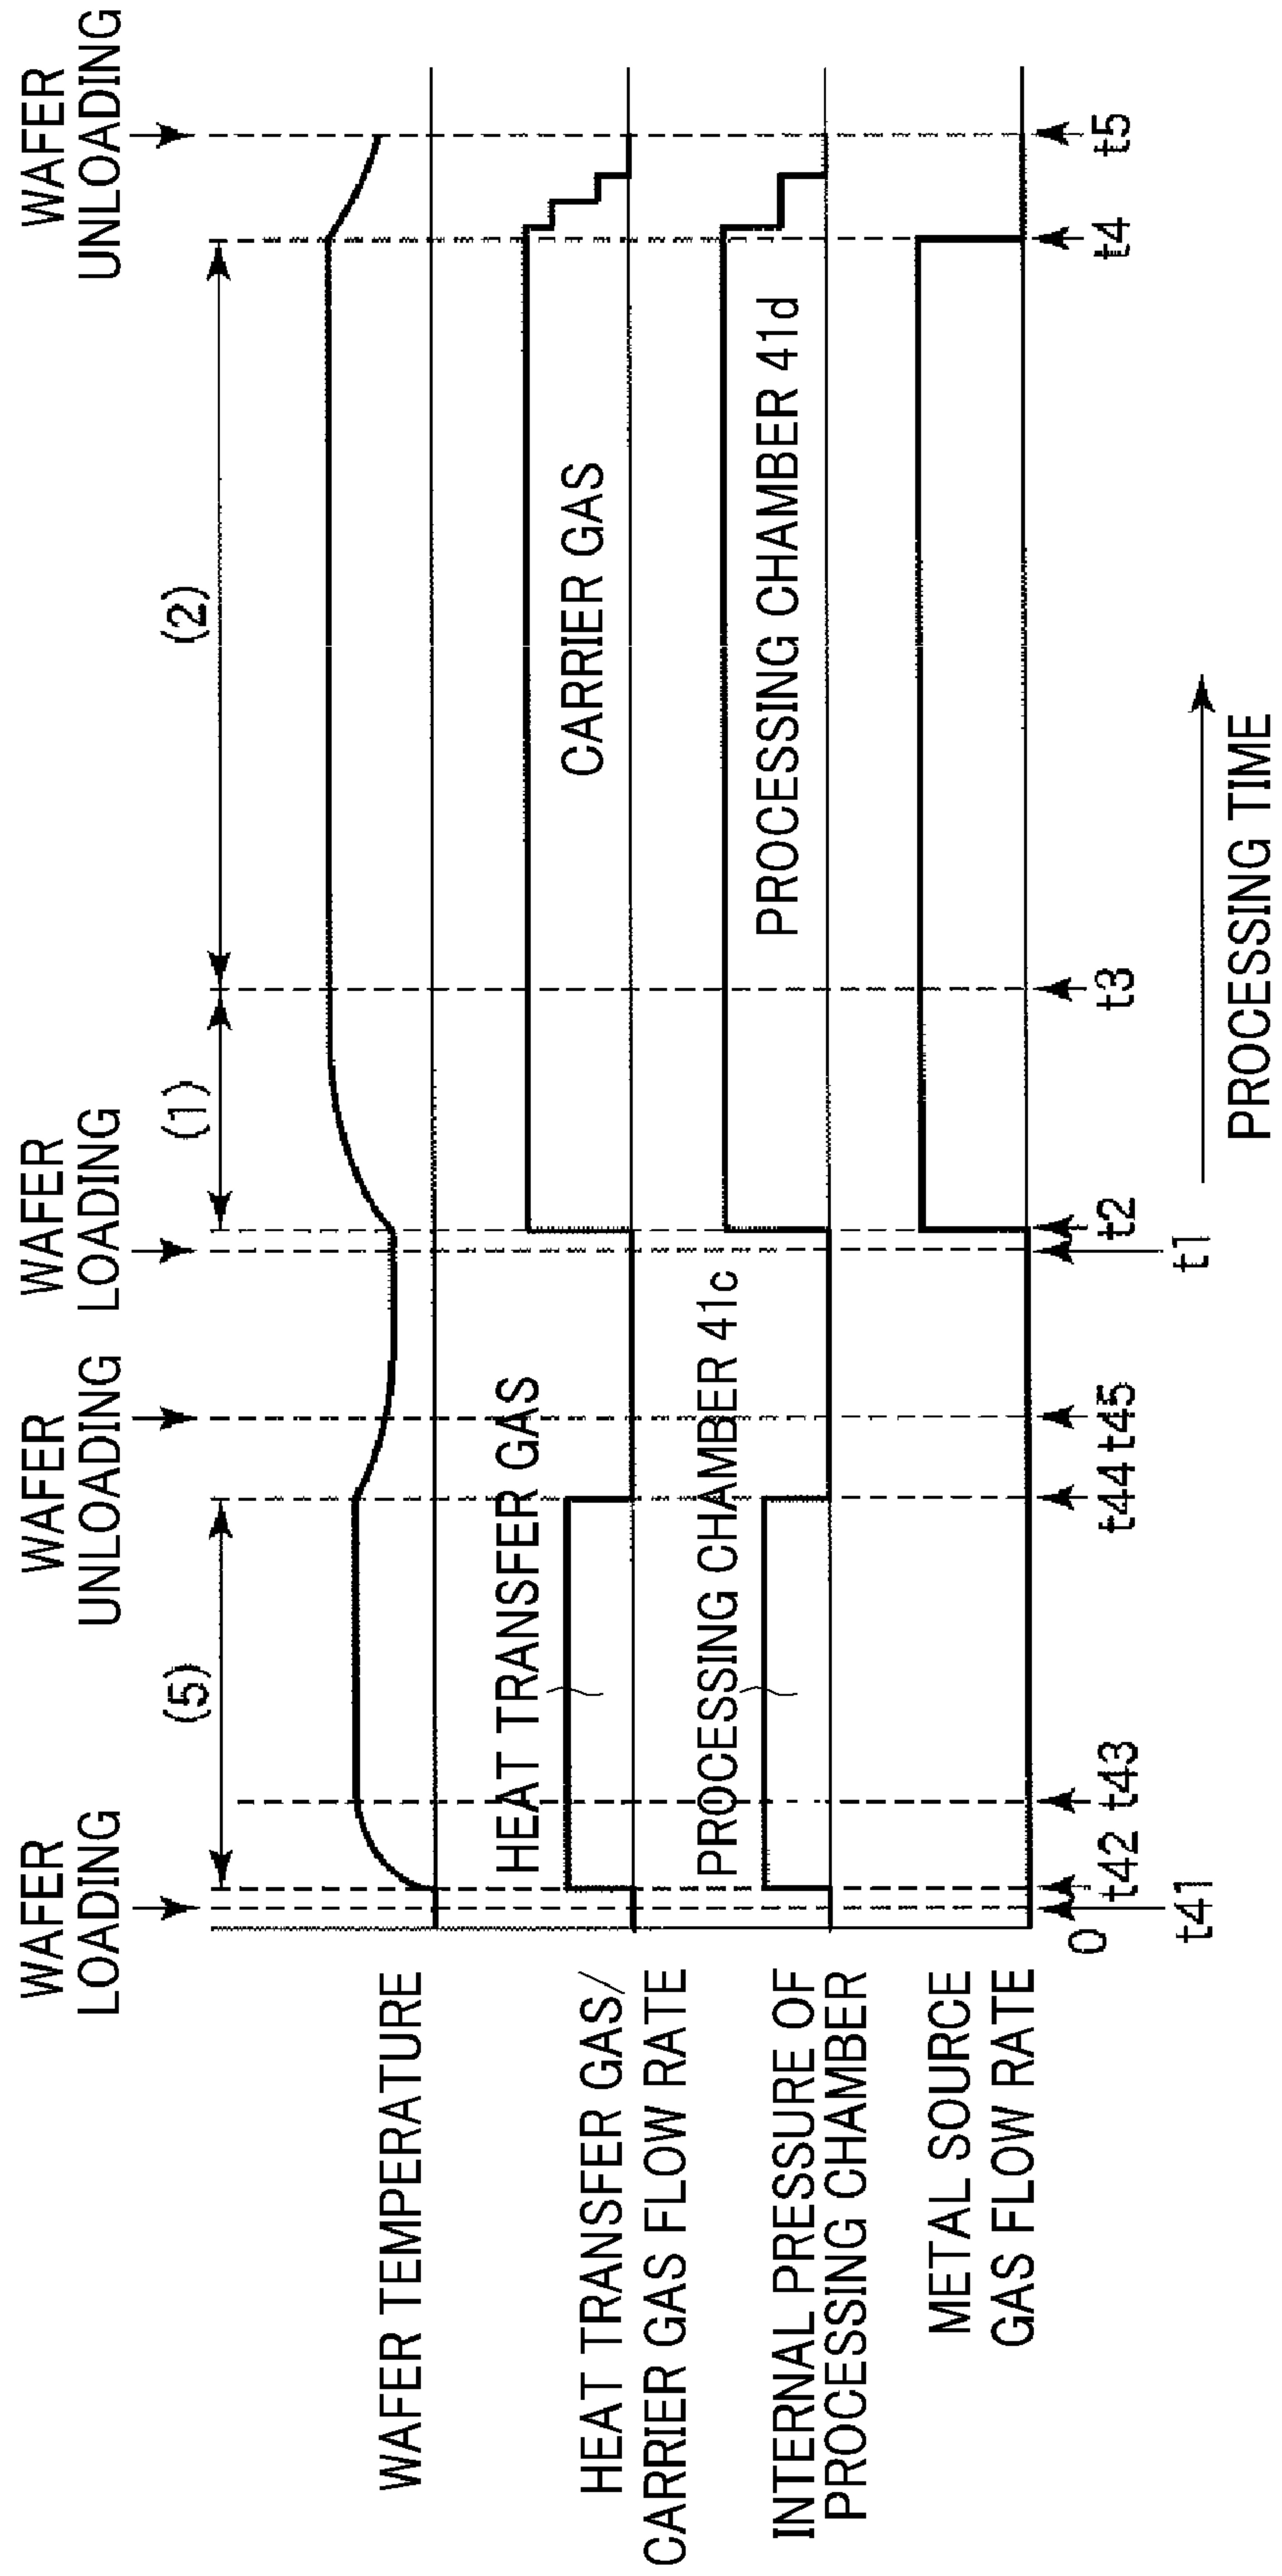 WAFER
LOADING
WAFER
UNLOADING
WAFER
LOADING
WAFER
UNLOADING
(5)
(1)
(2)
WAFER TEMPERATURE
HEAT TRANSFER GAS/
CARRIER GAS FLOW RATE
HEAT TRANSFER GAS
CARRIER GAS
INTERNAL PRESSURE OF
PROCESSING CHAMBER
PROCESSING CHAMBER 41c
PROCESSING CHAMBER 41d
METAL SOURCE
GAS FLOW RATE
0
t41
t42
t43
t44
t45
t1
t2
t3
t4
t5
PROCESSING TIME